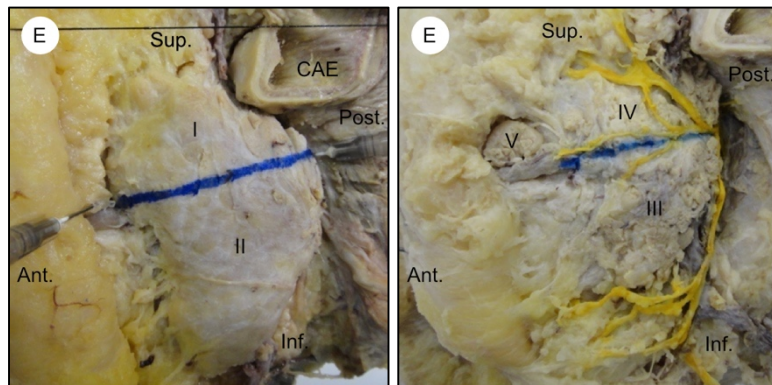 E
Sup.
CAE
Post.
I
II
Ant.
Inf.
E
Sup.
Post.
IV
V
III
Ant.
Inf.